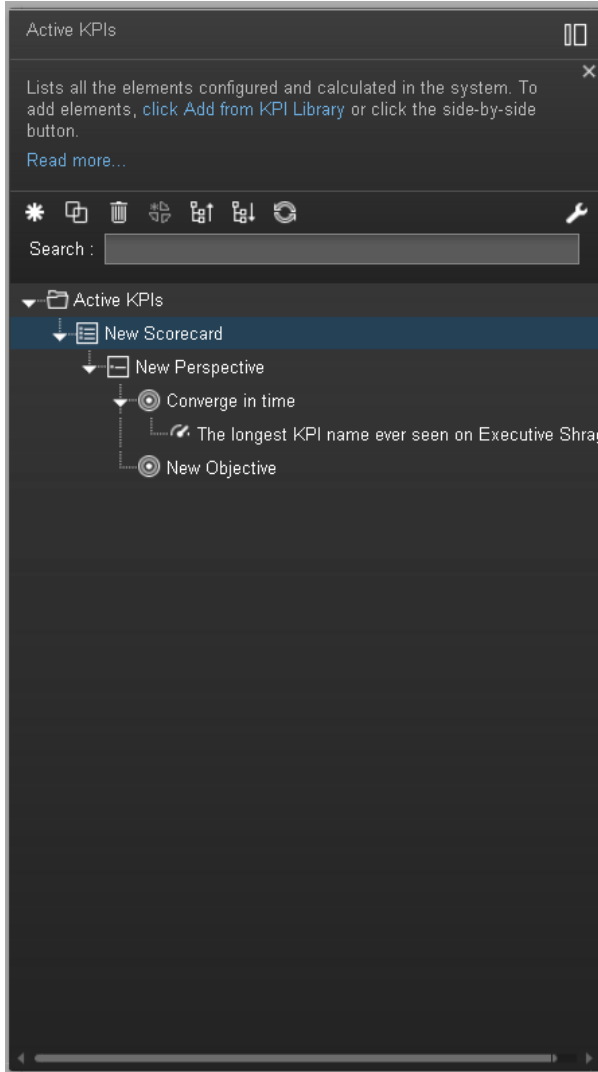 Active KPIs
Lists all the elements configured and calculated in the system. To
add elements, click Add from KPI Library or click the side-by-side
button.
Read more...
Search :
Active KPIs
New Scorecard
New Perspective
Converge in time
The longest KPI name ever seen on Executive
New Objective